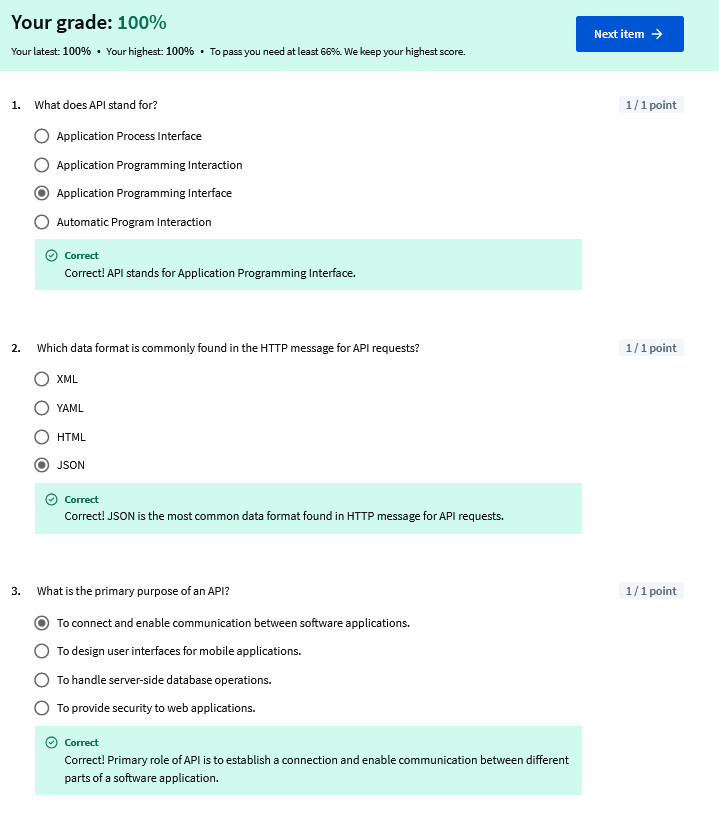 Your grade: 100%
Next item →
Your latest: 100% • Your highest: 100% • To pass you need at least 66%. We keep your highest score.
1. What does API stand for?
1 / 1 point
Application Process Interface
Application Programming Interaction
Application Programming Interface
Automatic Program Interaction
Correct
Correct! API stands for Application Programming Interface.
2. Which data format is commonly found in the HTTP message for API requests?
1 / 1 point
XML
YAML
HTML
JSON
Correct
Correct! JSON is the most common data format found in HTTP message for API requests.
3. What is the primary purpose of an API?
1 / 1 point
To connect and enable communication between software applications.
To design user interfaces for mobile applications.
To handle server-side database operations.
To provide security to web applications.
Correct
Correct! Primary role of API is to establish a connection and enable communication between different
parts of a software application.